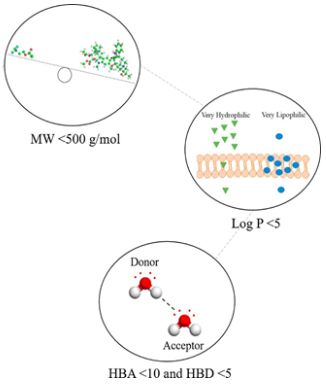 MW <500 g/mol
Very Hydrophilic Very Lipophilic
Log P <5
Donor
Acceptor
HBA <10 and HBD <5